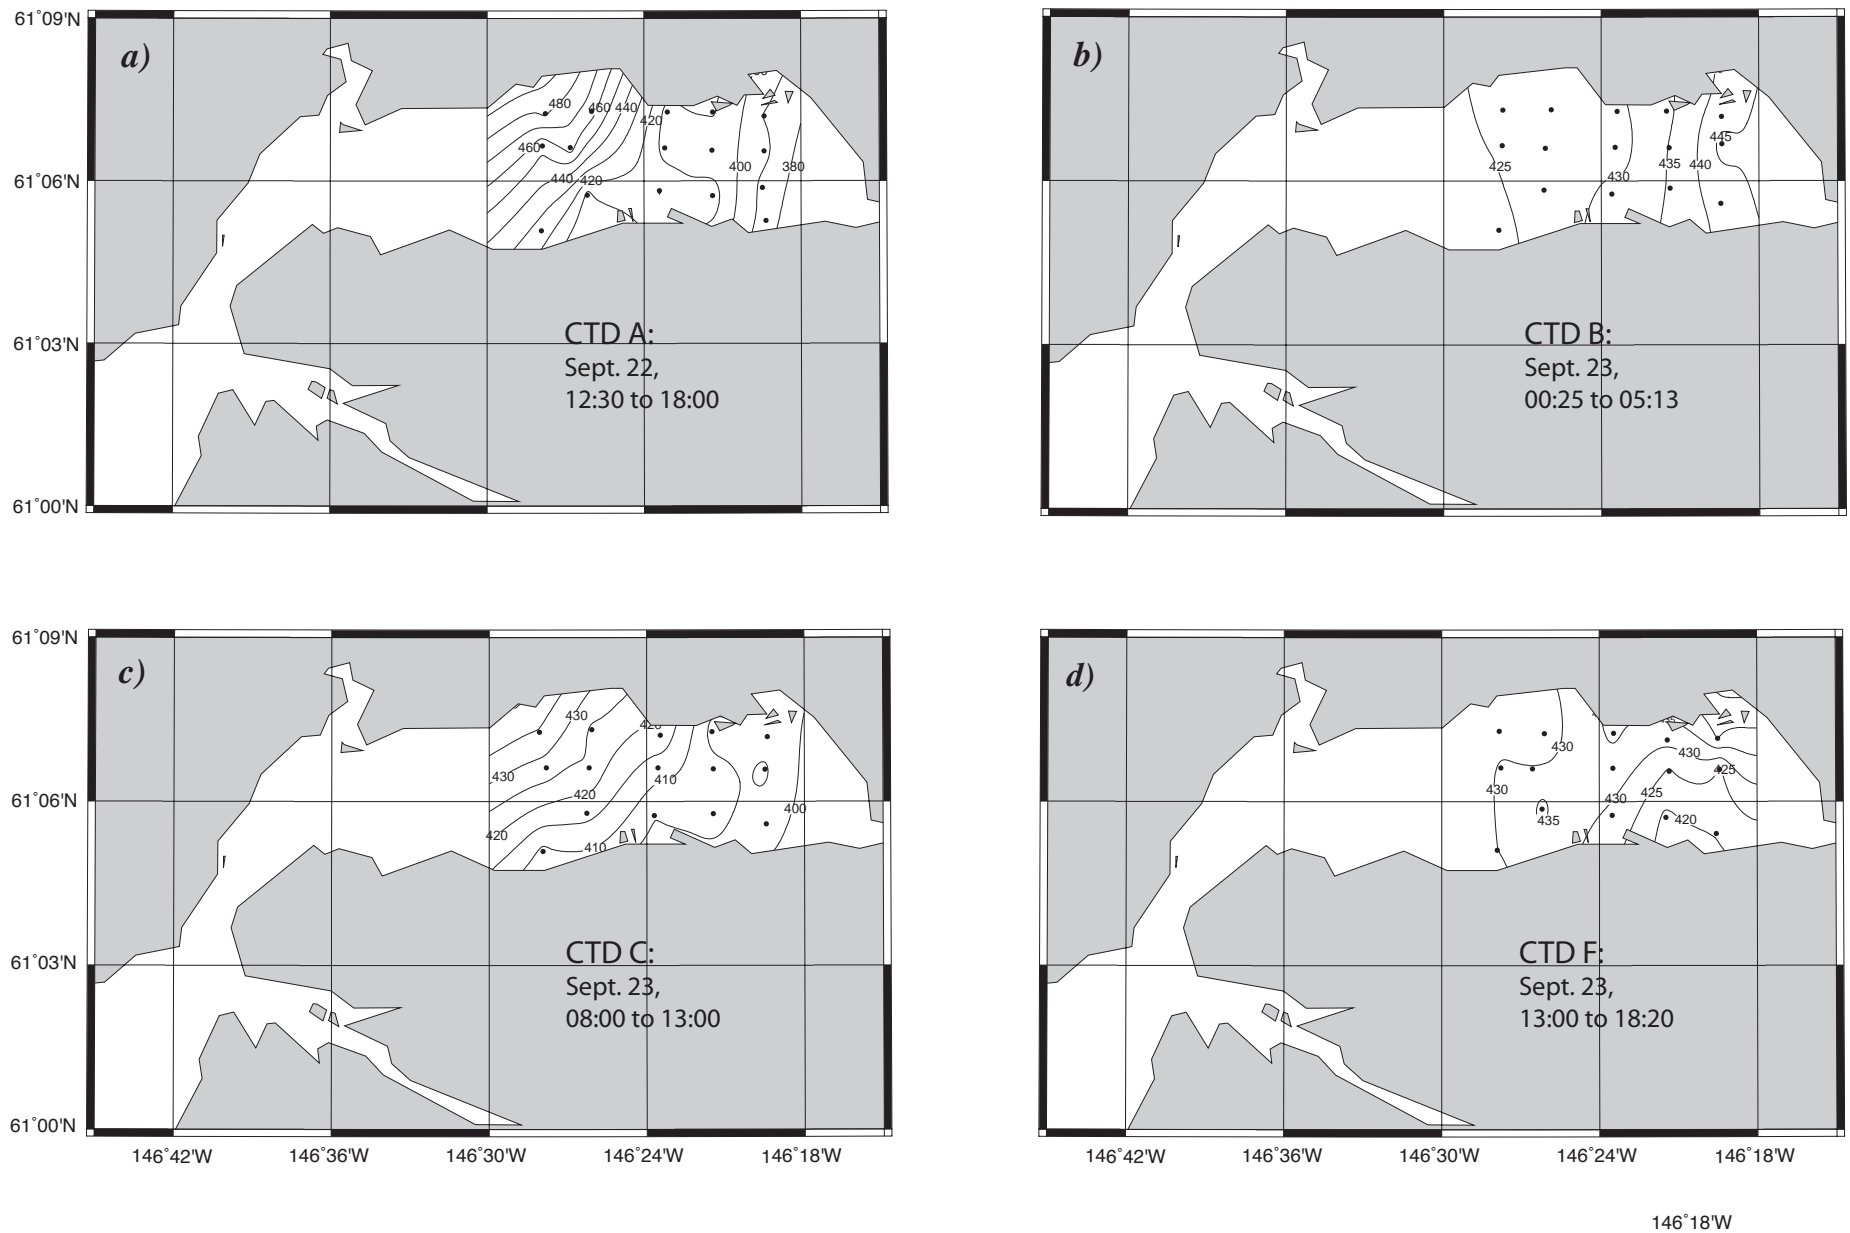 61°09'N
a)
480
460
440
420
460
400
380
61°06'N
440
420
CTD A:
61°03'N
Sept. 22,
12:30 to 18:00
61°00'N
b)
445
425
435
440
430
CTD B:
Sept. 23,
00:25 to 05:13
61°09'N
c)
430
420
430
410
420
61°06'N
400
420
410
CTD C:
61°03'N
Sept. 23,
08:00 to 13:00
61°00'N
146°42'W 146°36'W 146°30'W 146°24'W 146°18'W
d)
430
430
425
430
425
430
435
420
CTD F:
Sept. 23,
13:00 to 18:20
146°42'W 146°36'W 146°30'W 146°24'W 146°18'W
146°18'W